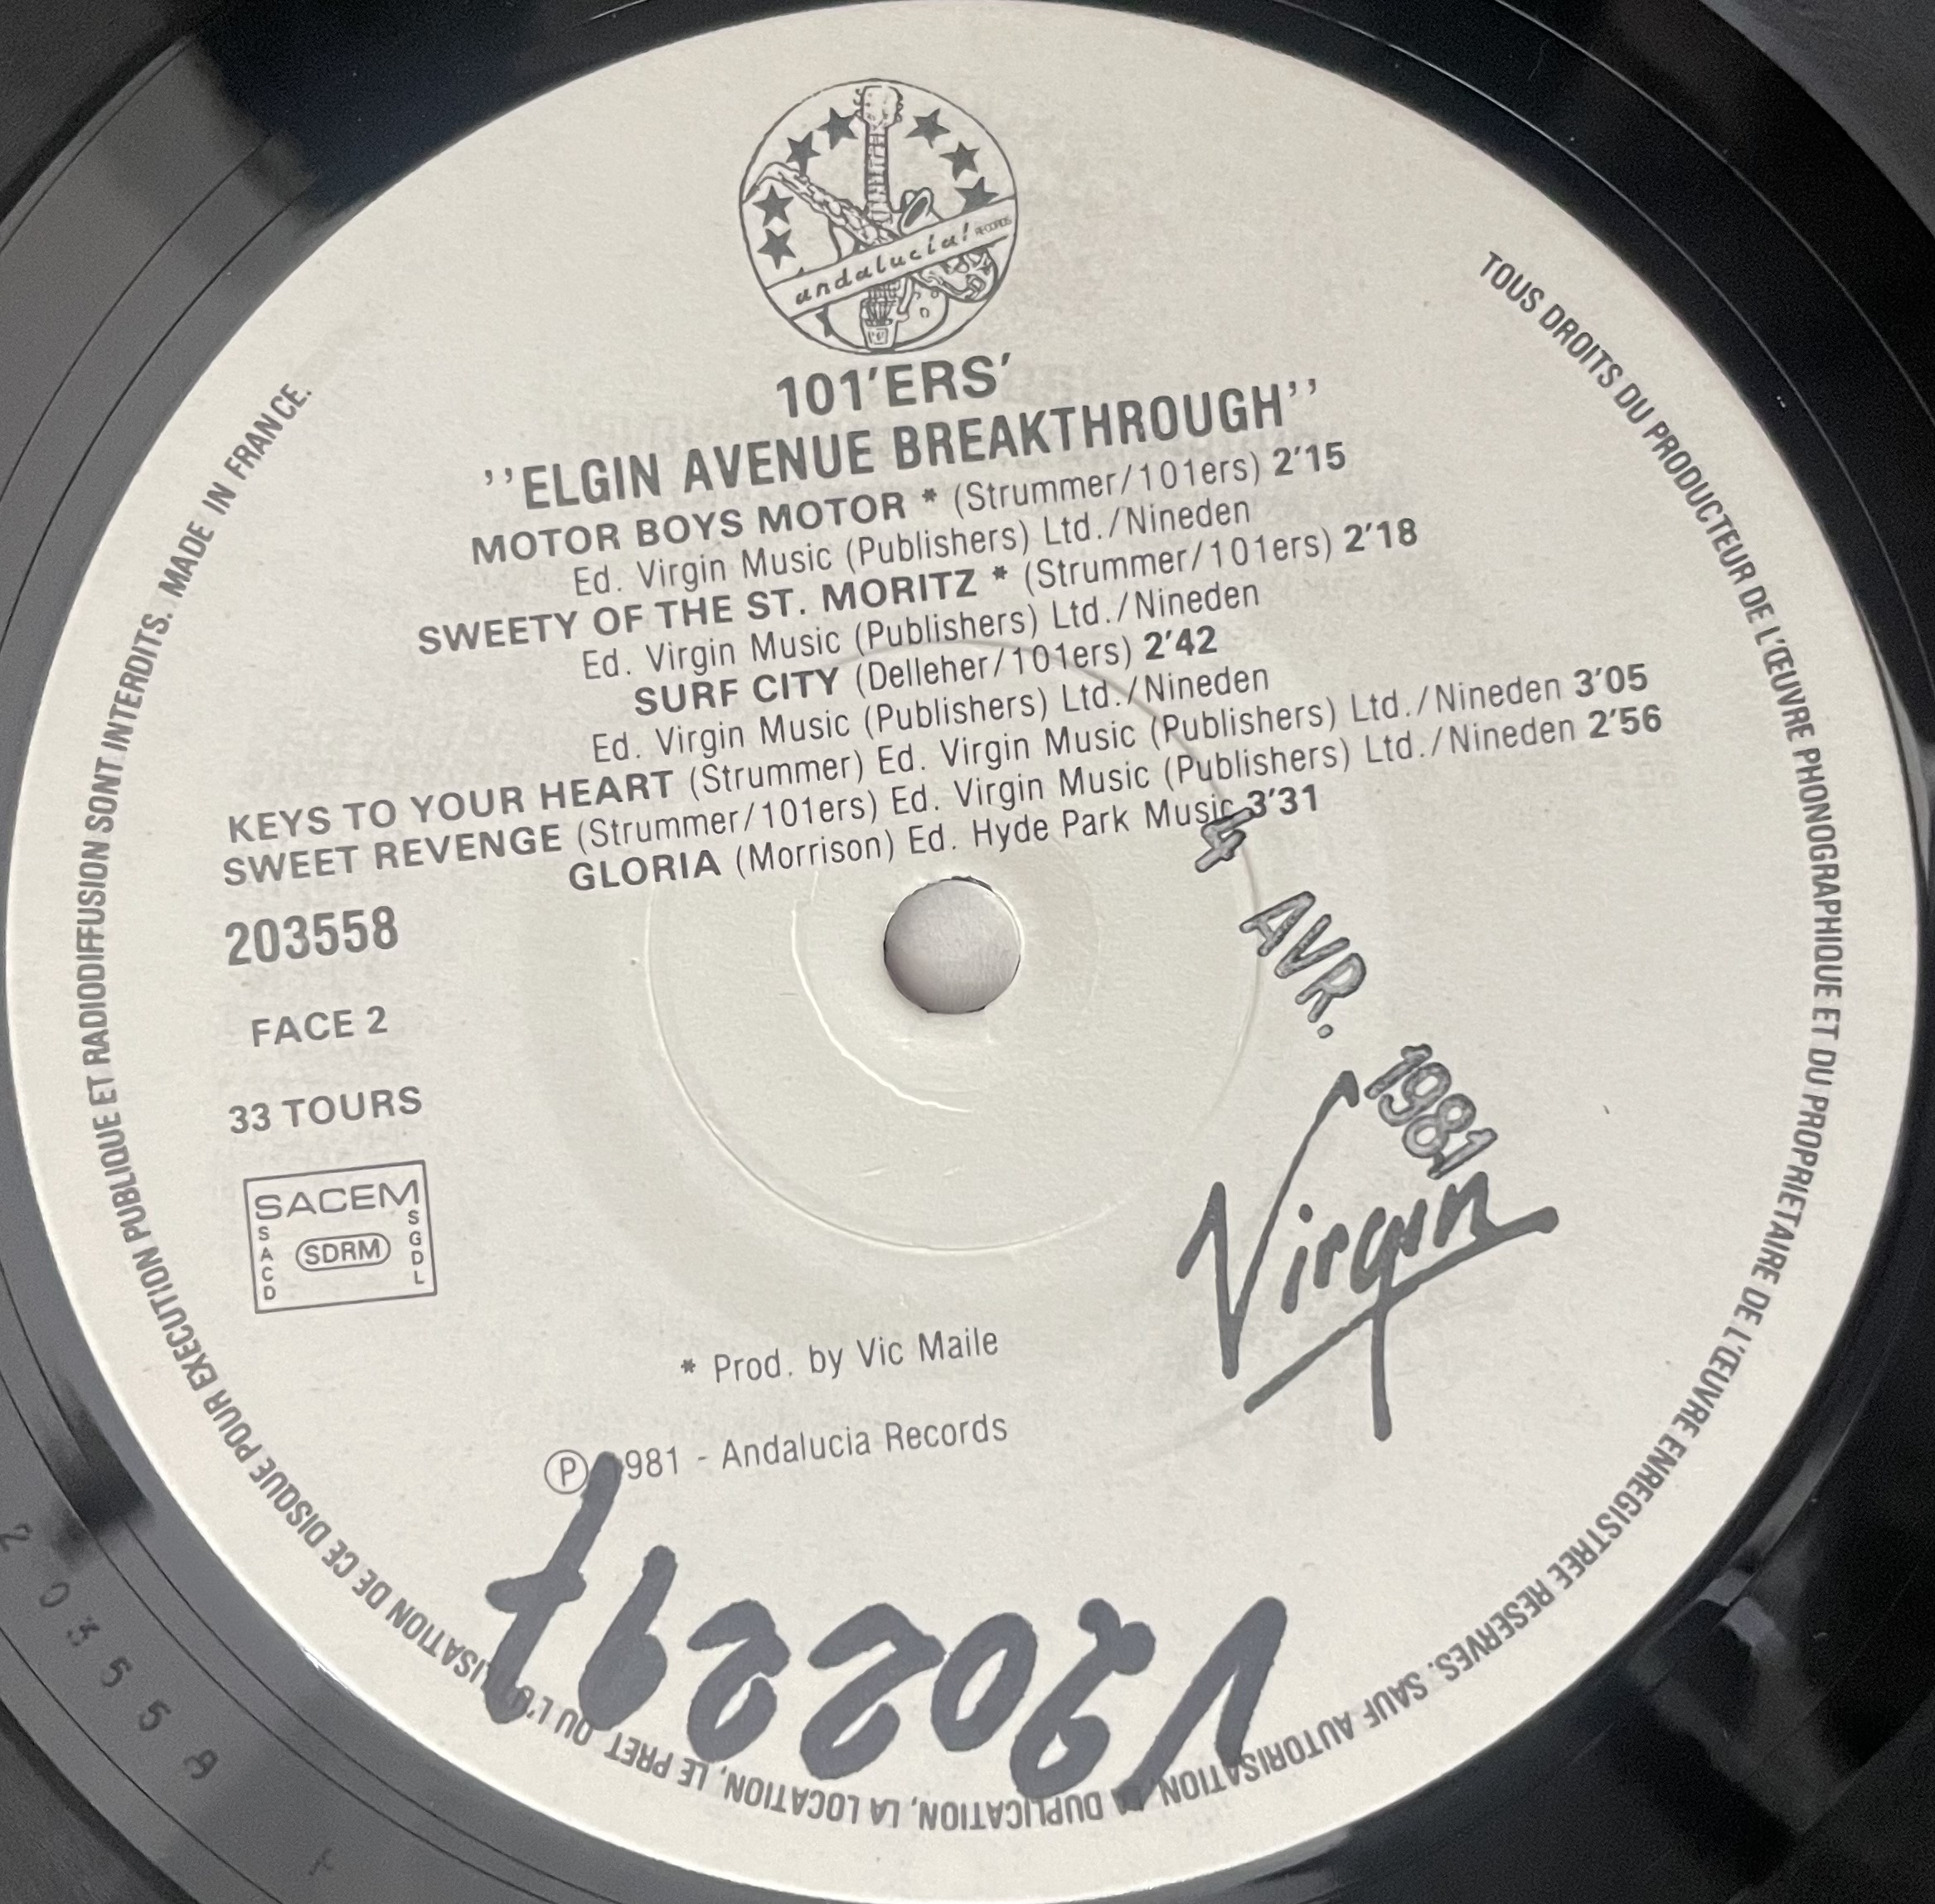 andalucia! RECORDS
101'ERS'
''ELGIN AVENUE BREAKTHROUGH''
MOTOR BOYS MOTOR * (Strummer/101ers) 2'15
Ed. Virgin Music (Publishers) Ltd./Nineden
SWEETY OF THE ST. MORITZ * (Strummer/101ers) 2'18
Ed. Virgin Music (Publishers) Ltd./Nineden
SURF CITY (Delleher/101ers) 2'42
Ed. Virgin Music (Publishers) Ltd./Nineden
KEYS TO YOUR HEART (Strummer) Ed. Virgin Music (Publishers) Ltd./Nineden 3'05
SWEET REVENGE (Strummer/101ers) Ed. Virgin Music (Publishers) Ltd./Nineden 2'56
GLORIA (Morrison) Ed. Hyde Park Music 3'31
203558
FACE 2
33 TOURS
SACEM
SACD
SDRM
SGDL
4 AVR. 1981
Virgin
* Prod. by Vic Maile
Ⓟ 1981 - Andalucia Records
TOUS DROITS DU PRODUCTEUR DE L'ŒUVRE PHONOGRAPHIQUE ET DU PROPRIETAIRE DE L'ŒUVRE ENREGISTREE RESERVES. SAUF AUTORISATION, LA DUPLICATION, LA LOCATION, LE PRET, OU L'UTILISATION DE CE DISQUE POUR EXECUTION PUBLIQUE ET RADIODIFFUSION SONT INTERDITS. MADE IN FRANCE.
203558